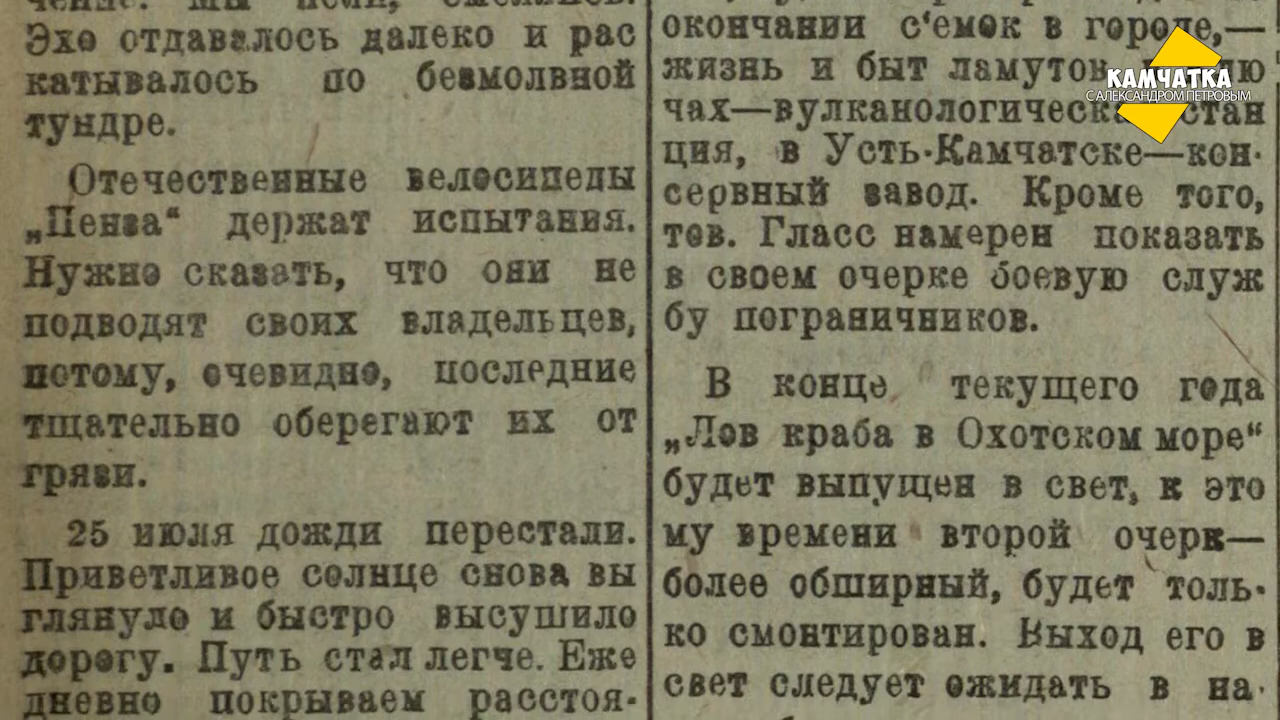 Эхо отдавалось далеко и рас
катывалось по безмолвной
тундре.
Отечественные велосипеды
„Пенза“ держат испытания.
Нужно сказать, что они не
подводят своих владельцев,
потому, очевидно, последние
тщательно оберегают их от
грязи.
25 июля дожди перестали.
Приветливое солнце снова вы
глянуло и быстро высушило
дорогу. Путь стал легче. Еже
дневно покрываем расстоя-
окончании с‘емок в городе,—
жизнь и быт ламутов,
чах—вулканологическая стан
ция, в Усть-Камчатске—кон-
сервный завод. Кроме того,
тов. Гласс намерен показать
в своем очерке боевую служ
бу пограничников.
В конце текущего года
„Лов краба в Охотском море“
будет выпущен в свет, к это
му времени второй очерк—
более обширный, будет толь-
ко смонтирован. Выход его в
свет следует ожидать в на-
КАМЧАТКА
С АЛЕКСАНДРОМ ПЕТРОВЫМ